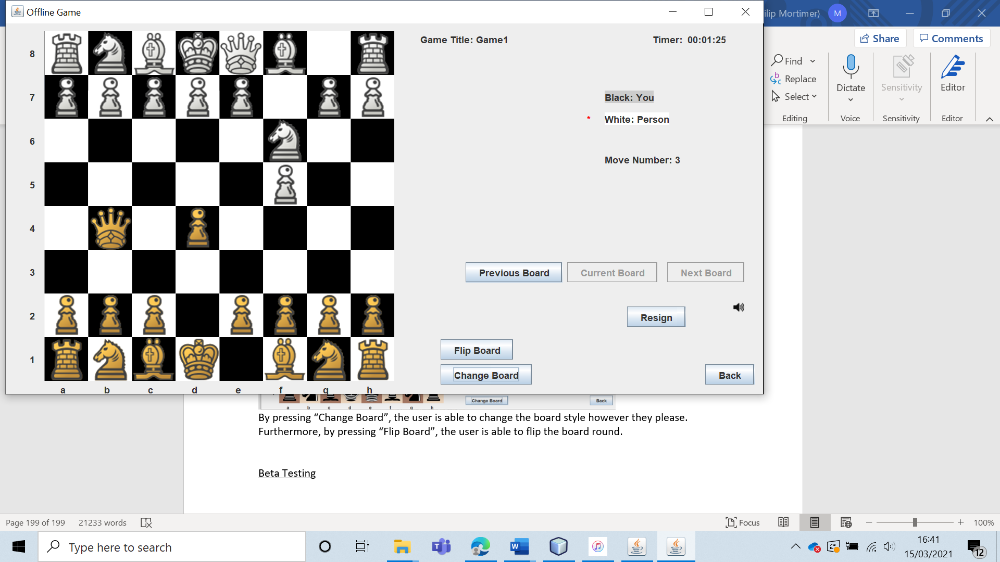 Offline Game
ilip Mortimer)
M
Share
Comments
Find
Replace
Select
Editing
Dictate
Voice
Sensitivity
Sensitivity
Editor
Editor
Game Title: Game1
Timer: 00:01:25
Black: You
* White: Person
Move Number: 3
Previous Board
Current Board
Next Board
Resign
Flip Board
Change Board
Back
8
7
6
5
4
3
2
1
a b c d e f g h
Change Board
Back
a b c d e f g h
By pressing “Change Board”, the user is able to change the board style however they please.
Furthermore, by pressing “Flip Board”, the user is able to flip the board round.
Beta Testing
Page 199 of 199
21233 words
Focus
100%
Type here to search
16:41
15/03/2021
12